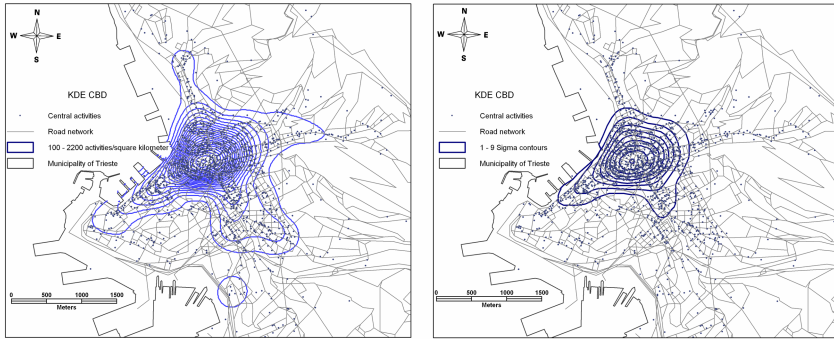 N
W E
S
KDE CBD
Central activities
Road network
100 - 2200 activities/square kilometer
Municipality of Trieste
0 500 1000 1500
Meters
N
W E
S
KDE CBD
Central activities
Road network
1 - 9 Sigma contours
Municipality of Trieste
0 500 1000 1500
Meters